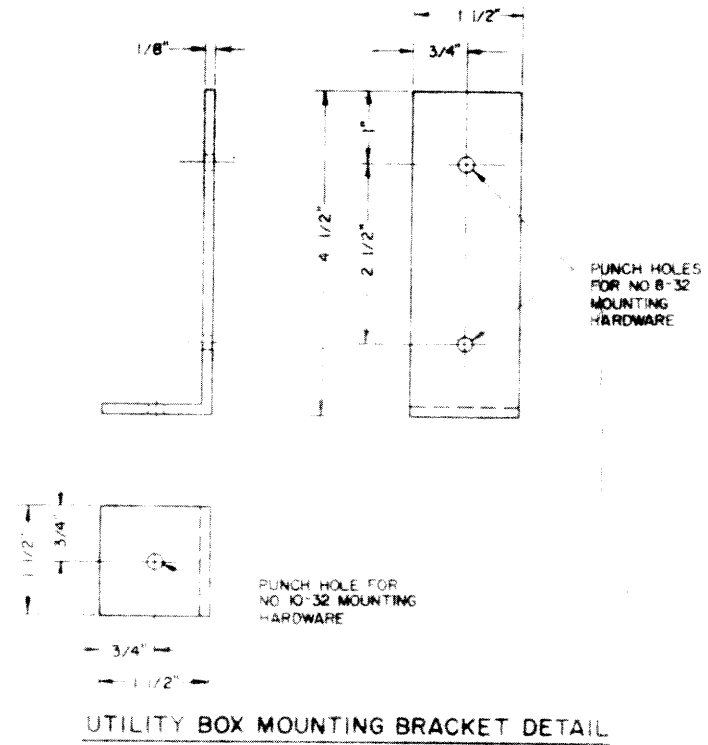 1 1/2"
1/8"
3/4"
1"
4 1/2"
2 1/2"
PUNCH HOLES
FOR NO 8-32
MOUNTING
HARDWARE
1 1/2"
3/4"
PUNCH HOLE FOR
NO 10-32 MOUNTING
HARDWARE
3/4"
1 1/2"
UTILITY BOX MOUNTING BRACKET DETAIL